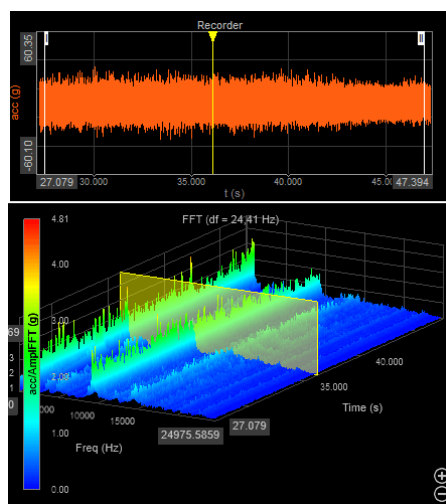 Recorder
60.35
acc (g)
-60.10
27.079 30.000 35.000 40.000 45.000 47.394
t (s)
FFT (df = 24.41 Hz)
4.81
4.00
3.00
2.00
1.00
0.00
acc/AmplFFT (g)
69
3
2
1
0
10000
15000
24975.5859
Freq (Hz)
27.079
35.000
40.000
Time (s)